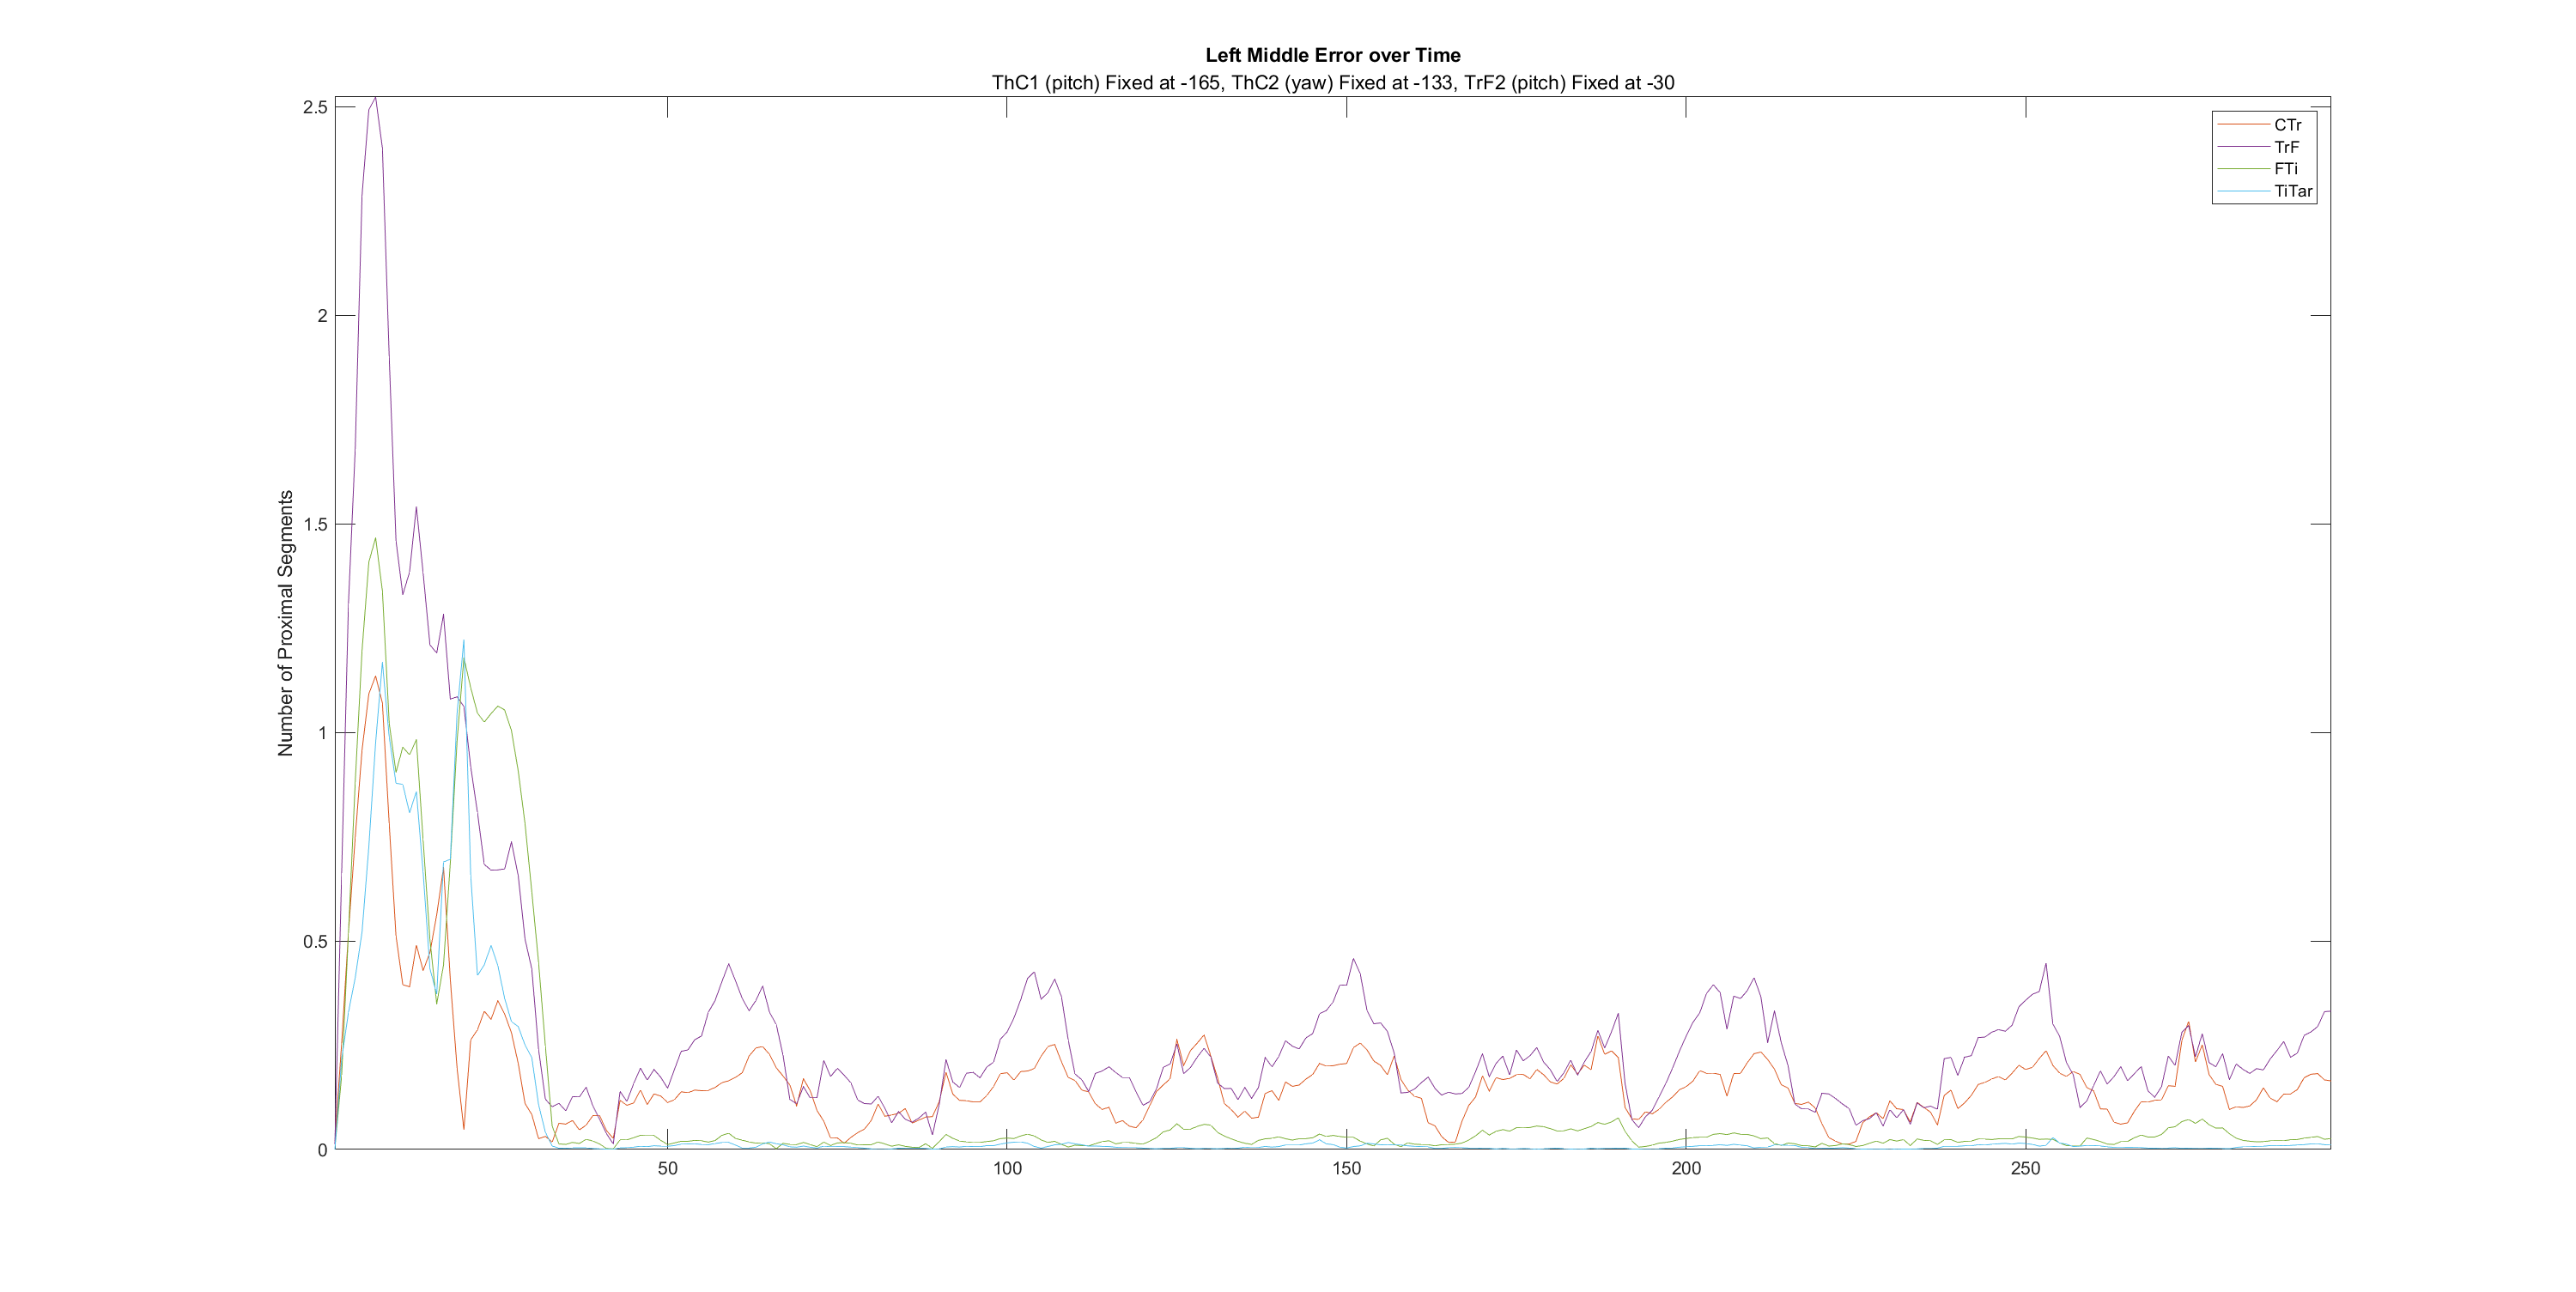 Left Middle Error over Time
ThC1 (pitch) Fixed at -165, ThC2 (yaw) Fixed at -133, TrF2 (pitch) Fixed at -30
CTr
TrF
FTi
TiTar
Number of Proximal Segments
2.5
2
1.5
1
0.5
0
50
100
150
200
250